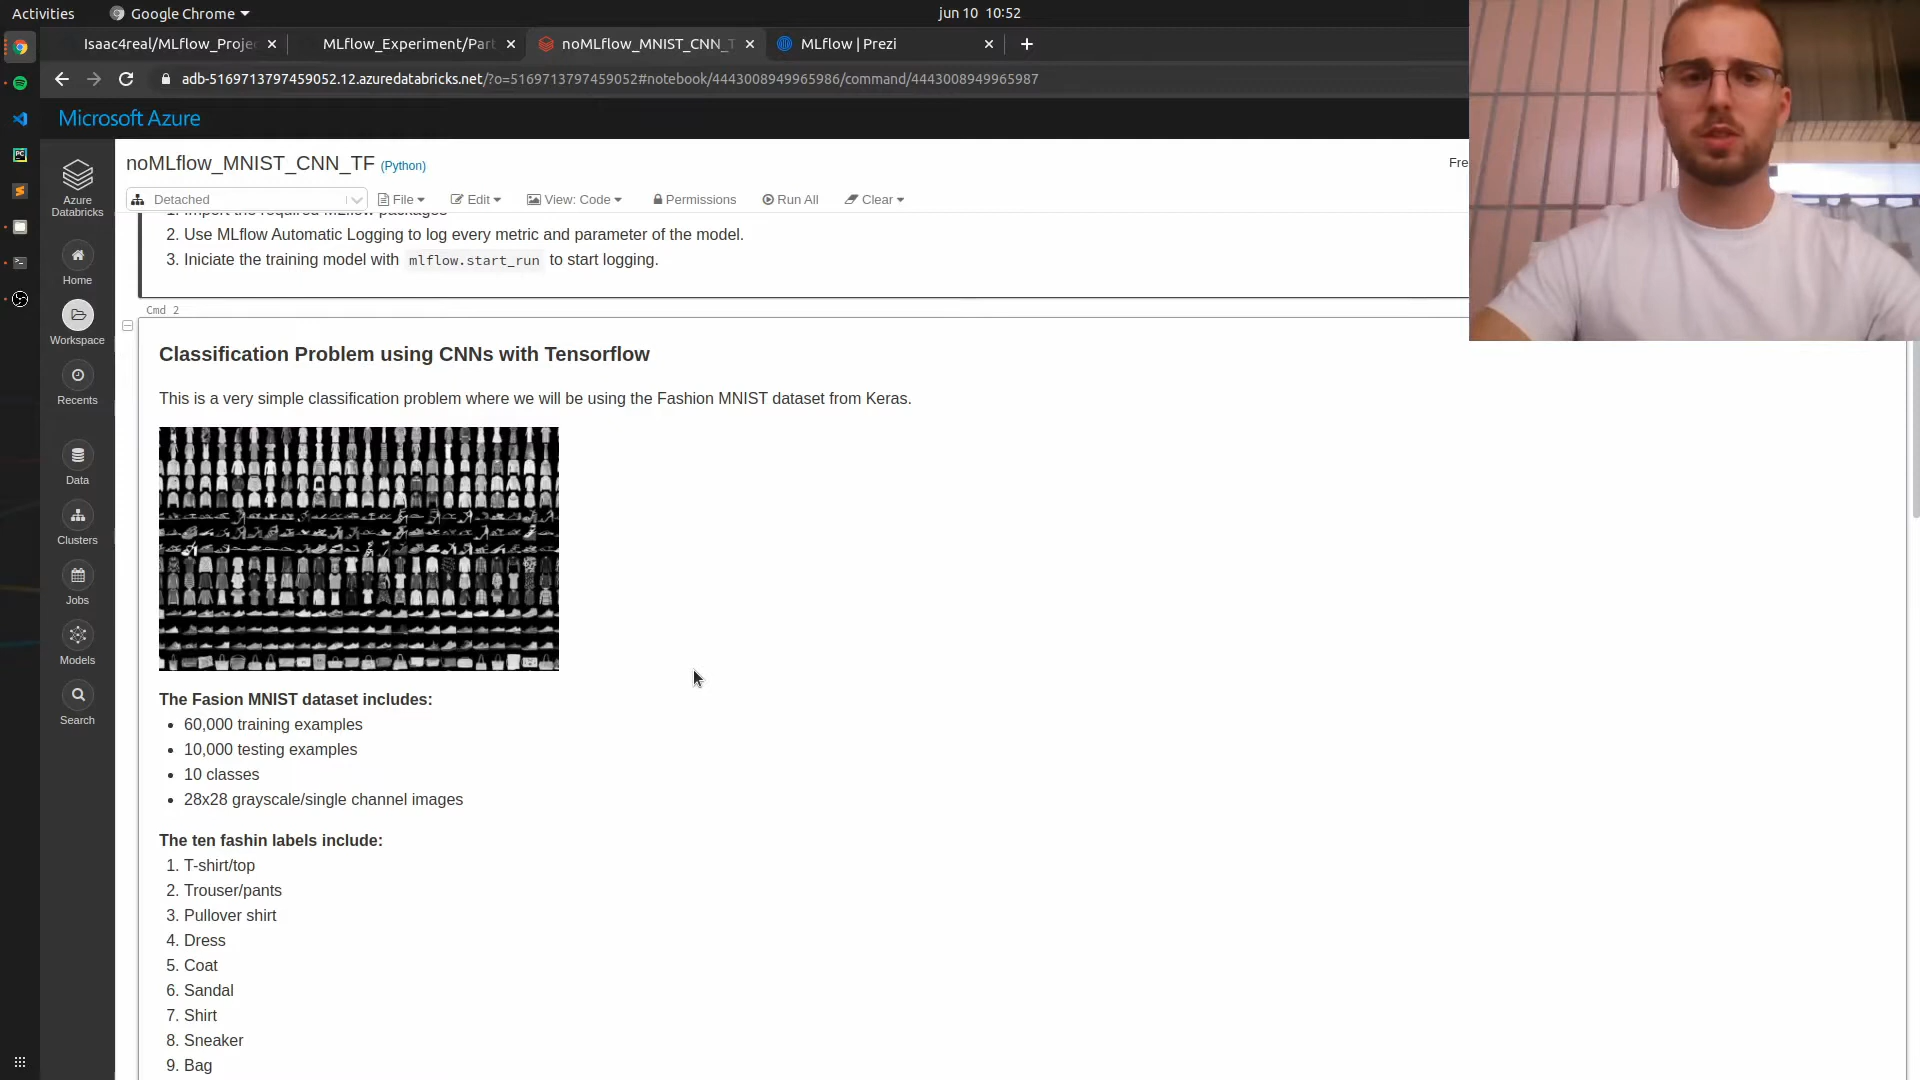 Activities
Google Chrome
jun 10 10:52
Isaac4real/MLflow_Proje
MLflow_Experiment/Part
noMLflow_MNIST_CNN_T
MLflow | Prezi
adb-5169713797459052.12.azuredatabricks.net/?o=5169713797459052#notebook/4443008949965986/command/4443008949965987
Microsoft Azure
noMLflow_MNIST_CNN_TF (Python)
Fre
Detached
File
Edit
View: Code
Permissions
Run All
Clear
Azure
Databricks
Home
Workspace
Recents
Data
Clusters
Jobs
Models
Search
1. Import the required MLflow packages
2. Use MLflow Automatic Logging to log every metric and parameter of the model.
3. Iniciate the training model with mlflow.start_run to start logging.
Cmd 2
Classification Problem using CNNs with Tensorflow
This is a very simple classification problem where we will be using the Fashion MNIST dataset from Keras.
The Fasion MNIST dataset includes:
• 60,000 training examples
• 10,000 testing examples
• 10 classes
• 28x28 grayscale/single channel images
The ten fashin labels include:
1. T-shirt/top
2. Trouser/pants
3. Pullover shirt
4. Dress
5. Coat
6. Sandal
7. Shirt
8. Sneaker
9. Bag